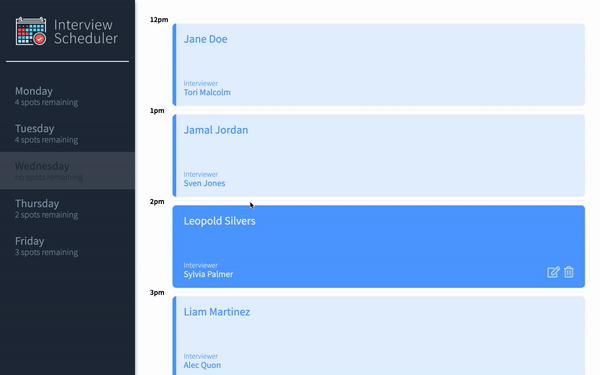 Interview
Scheduler
Monday
4 spots remaining
Tuesday
4 spots remaining
Wednesday
no spots remaining
Thursday
2 spots remaining
Friday
3 spots remaining
12pm
Jane Doe
Interviewer
Tori Malcolm
1pm
Jamal Jordan
Interviewer
Sven Jones
2pm
Leopold Silvers
Interviewer
Sylvia Palmer
3pm
Liam Martinez
Interviewer
Alec Quon